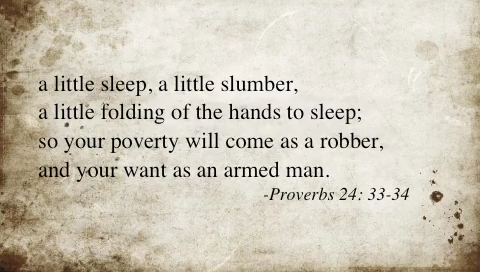 a little sleep, a little slumber,
a little folding of the hands to sleep;
so your poverty will come as a robber,
and your want as an armed man.
-Proverbs 24: 33-34